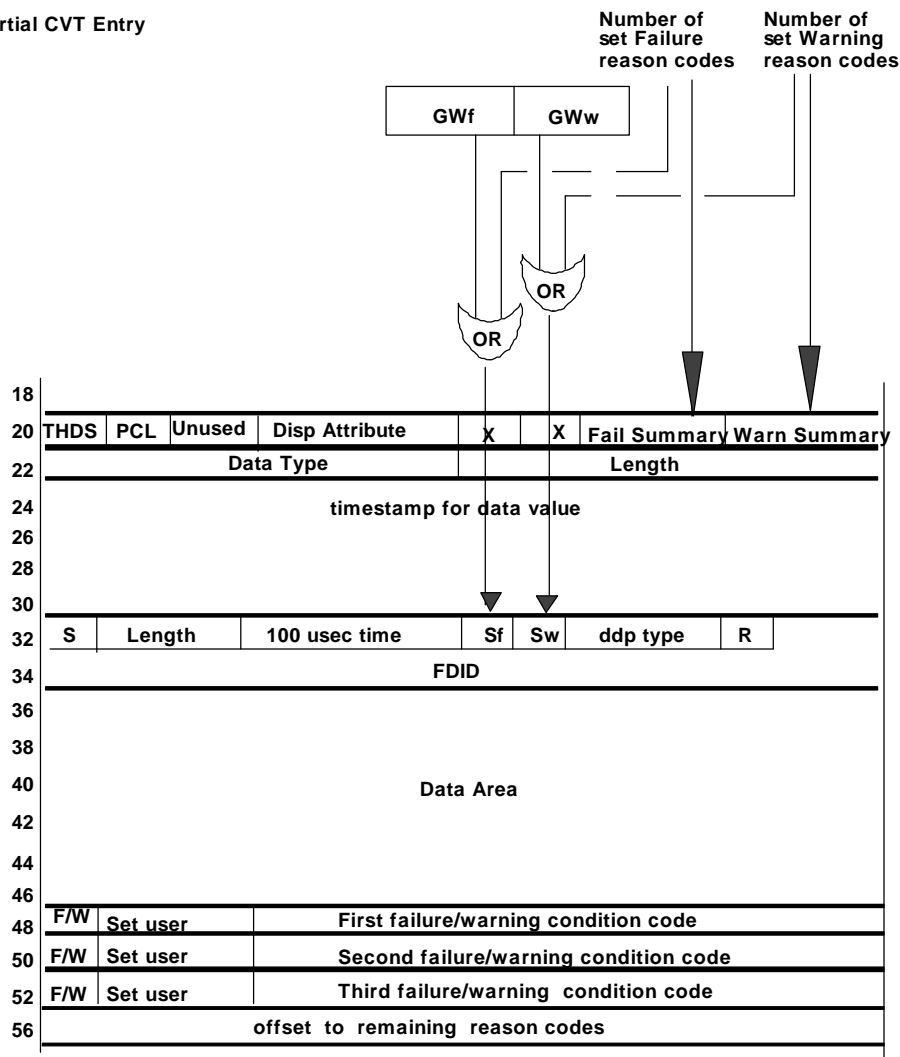 rtial CVT Entry
Number of
set Failure
reason codes
Number of
set Warning
reason codes
GWf GWw
OR
OR
18
20 THDS PCL Unused Disp Attribute X X Fail Summary Warn Summary
22 Data Type Length
24 timestamp for data value
26
28
30
32 S Length 100 usec time Sf Sw ddp type R
34 FDID
36
38
40 Data Area
42
44
46
48 F/W Set user First failure/warning condition code
50 F/W Set user Second failure/warning condition code
52 F/W Set user Third failure/warning condition code
56 offset to remaining reason codes